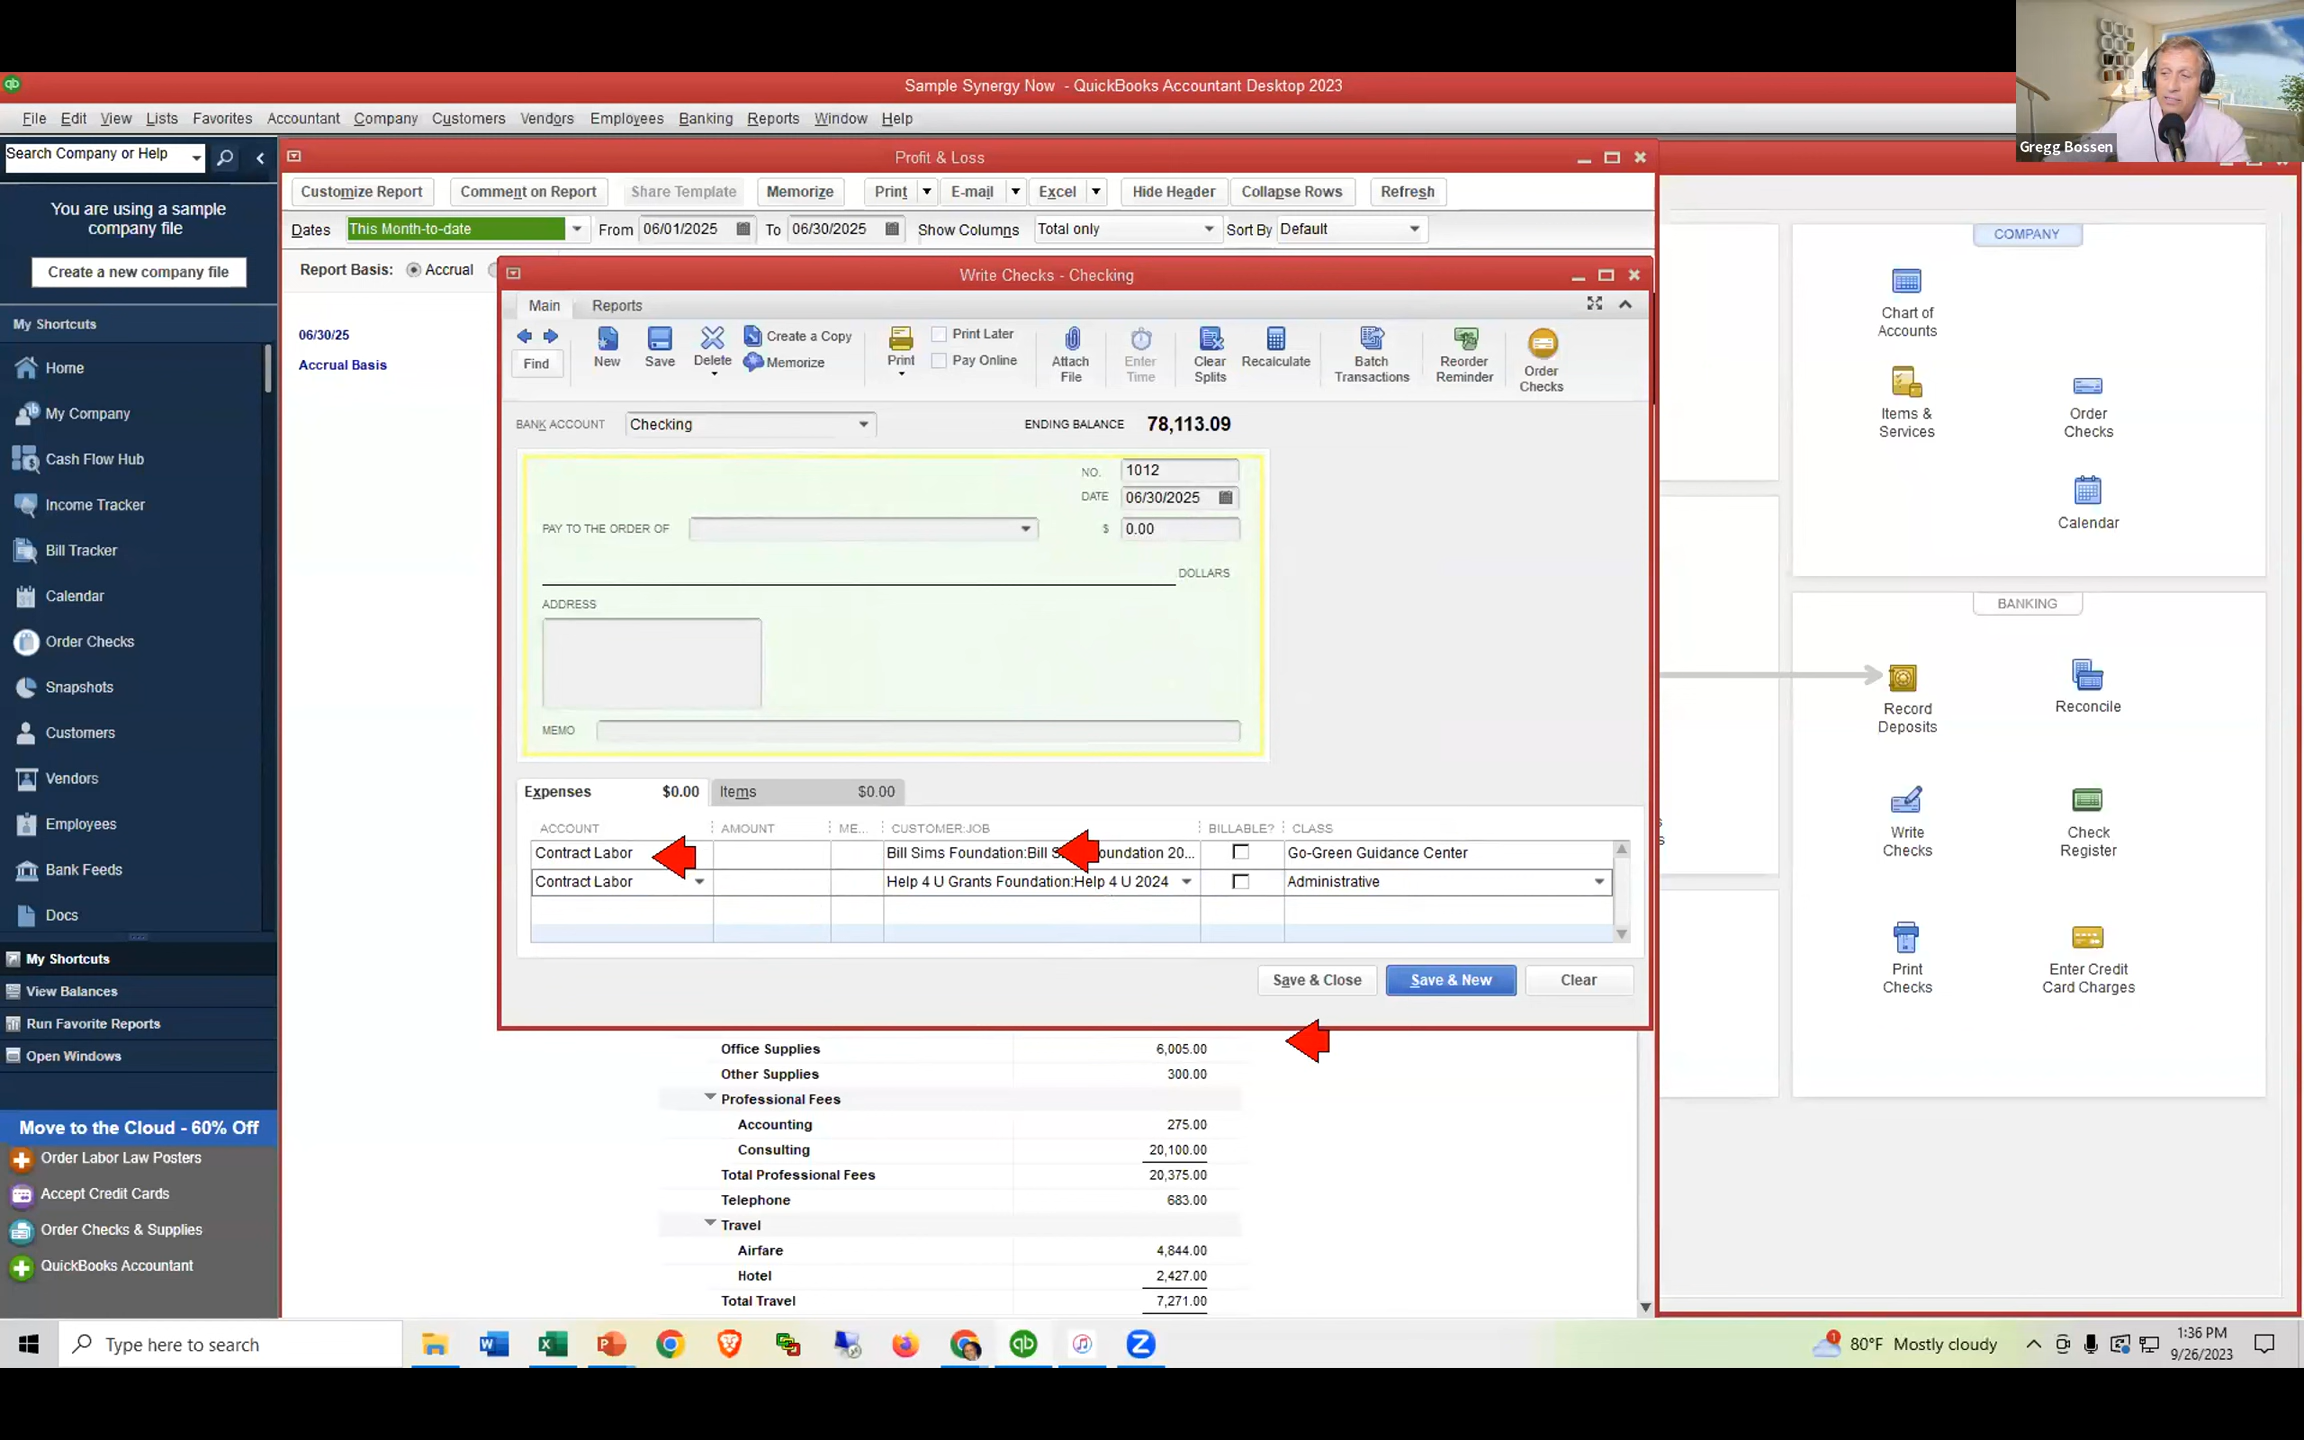 Sample Synergy Now - QuickBooks Accountant Desktop 2023
Gregg Bossen
File Edit View Lists Favorites Accountant Company Customers Vendors Employees Banking Reports Window Help
Search Company or Help
You are using a sample
company file
Create a new company file
My Shortcuts
Home
My Company
Cash Flow Hub
Income Tracker
Bill Tracker
Calendar
Order Checks
Snapshots
Customers
Vendors
Employees
Bank Feeds
Docs
My Shortcuts
View Balances
Run Favorite Reports
Open Windows
Move to the Cloud - 60% Off
Order Labor Law Posters
Accept Credit Cards
Order Checks & Supplies
QuickBooks Accountant
Profit & Loss
Customize Report Comment on Report Share Template Memorize Print E-mail Excel Hide Header Collapse Rows Refresh
Dates This Month-to-date From 06/01/2025 To 06/30/2025 Show Columns Total only Sort By Default
Report Basis: Accrual
06/30/25
Accrual Basis
Write Checks - Checking
Main Reports
Find
New
Save
Delete
Create a Copy
Memorize
Print
Print Later
Pay Online
Attach
File
Enter
Time
Clear
Splits
Recalculate
Batch
Transactions
Reorder
Reminder
Order
Checks
BANK ACCOUNT Checking ENDING BALANCE 78,113.09
NO. 1012
DATE 06/30/2025
PAY TO THE ORDER OF $ 0.00
DOLLARS
ADDRESS
MEMO
Expenses $0.00 Items $0.00
ACCOUNT AMOUNT ME... CUSTOMER:JOB BILLABLE? CLASS
Contract Labor Bill Sims Foundation:Bill S oundation 20... Go-Green Guidance Center
Contract Labor Help 4 U Grants Foundation:Help 4 U 2024 Administrative
Save & Close Save & New Clear
Office Supplies 6,005.00
Other Supplies 300.00
Professional Fees
Accounting 275.00
Consulting 20,100.00
Total Professional Fees 20,375.00
Telephone 683.00
Travel
Airfare 4,844.00
Hotel 2,427.00
Total Travel 7,271.00
COMPANY
Chart of
Accounts
Items &
Services
Order
Checks
Calendar
BANKING
Record
Deposits
Reconcile
Write
Checks
Check
Register
Print
Checks
Enter Credit
Card Charges
Type here to search
80°F Mostly cloudy
1:36 PM
9/26/2023